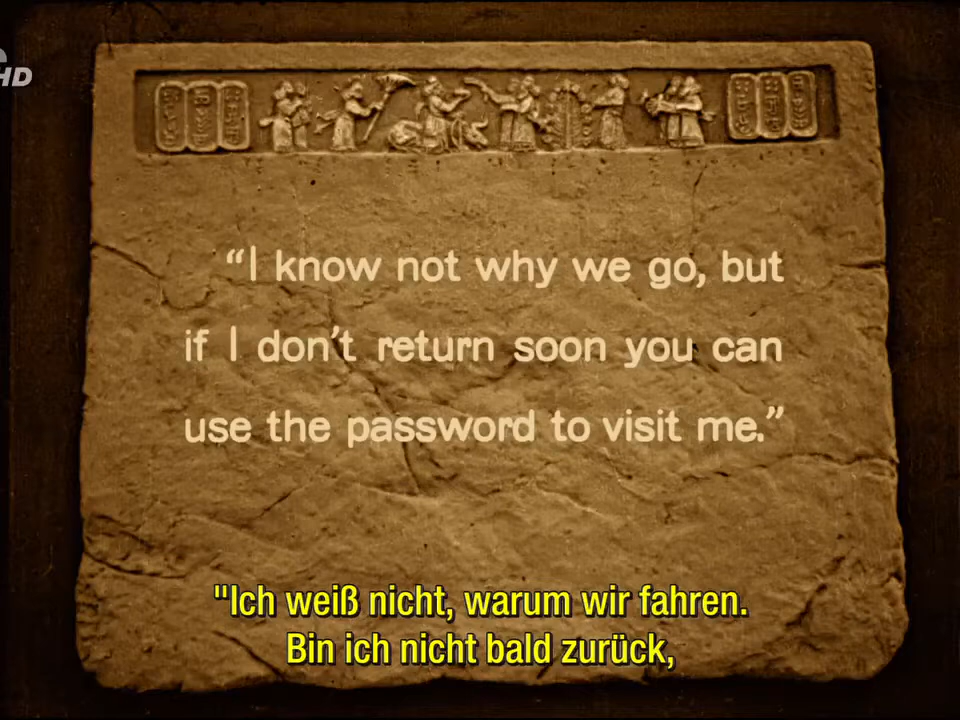 HD
“I know not why we go, but
if I don’t return soon you can
use the password to visit me.”
"Ich weiß nicht, warum wir fahren.
Bin ich nicht bald zurück,